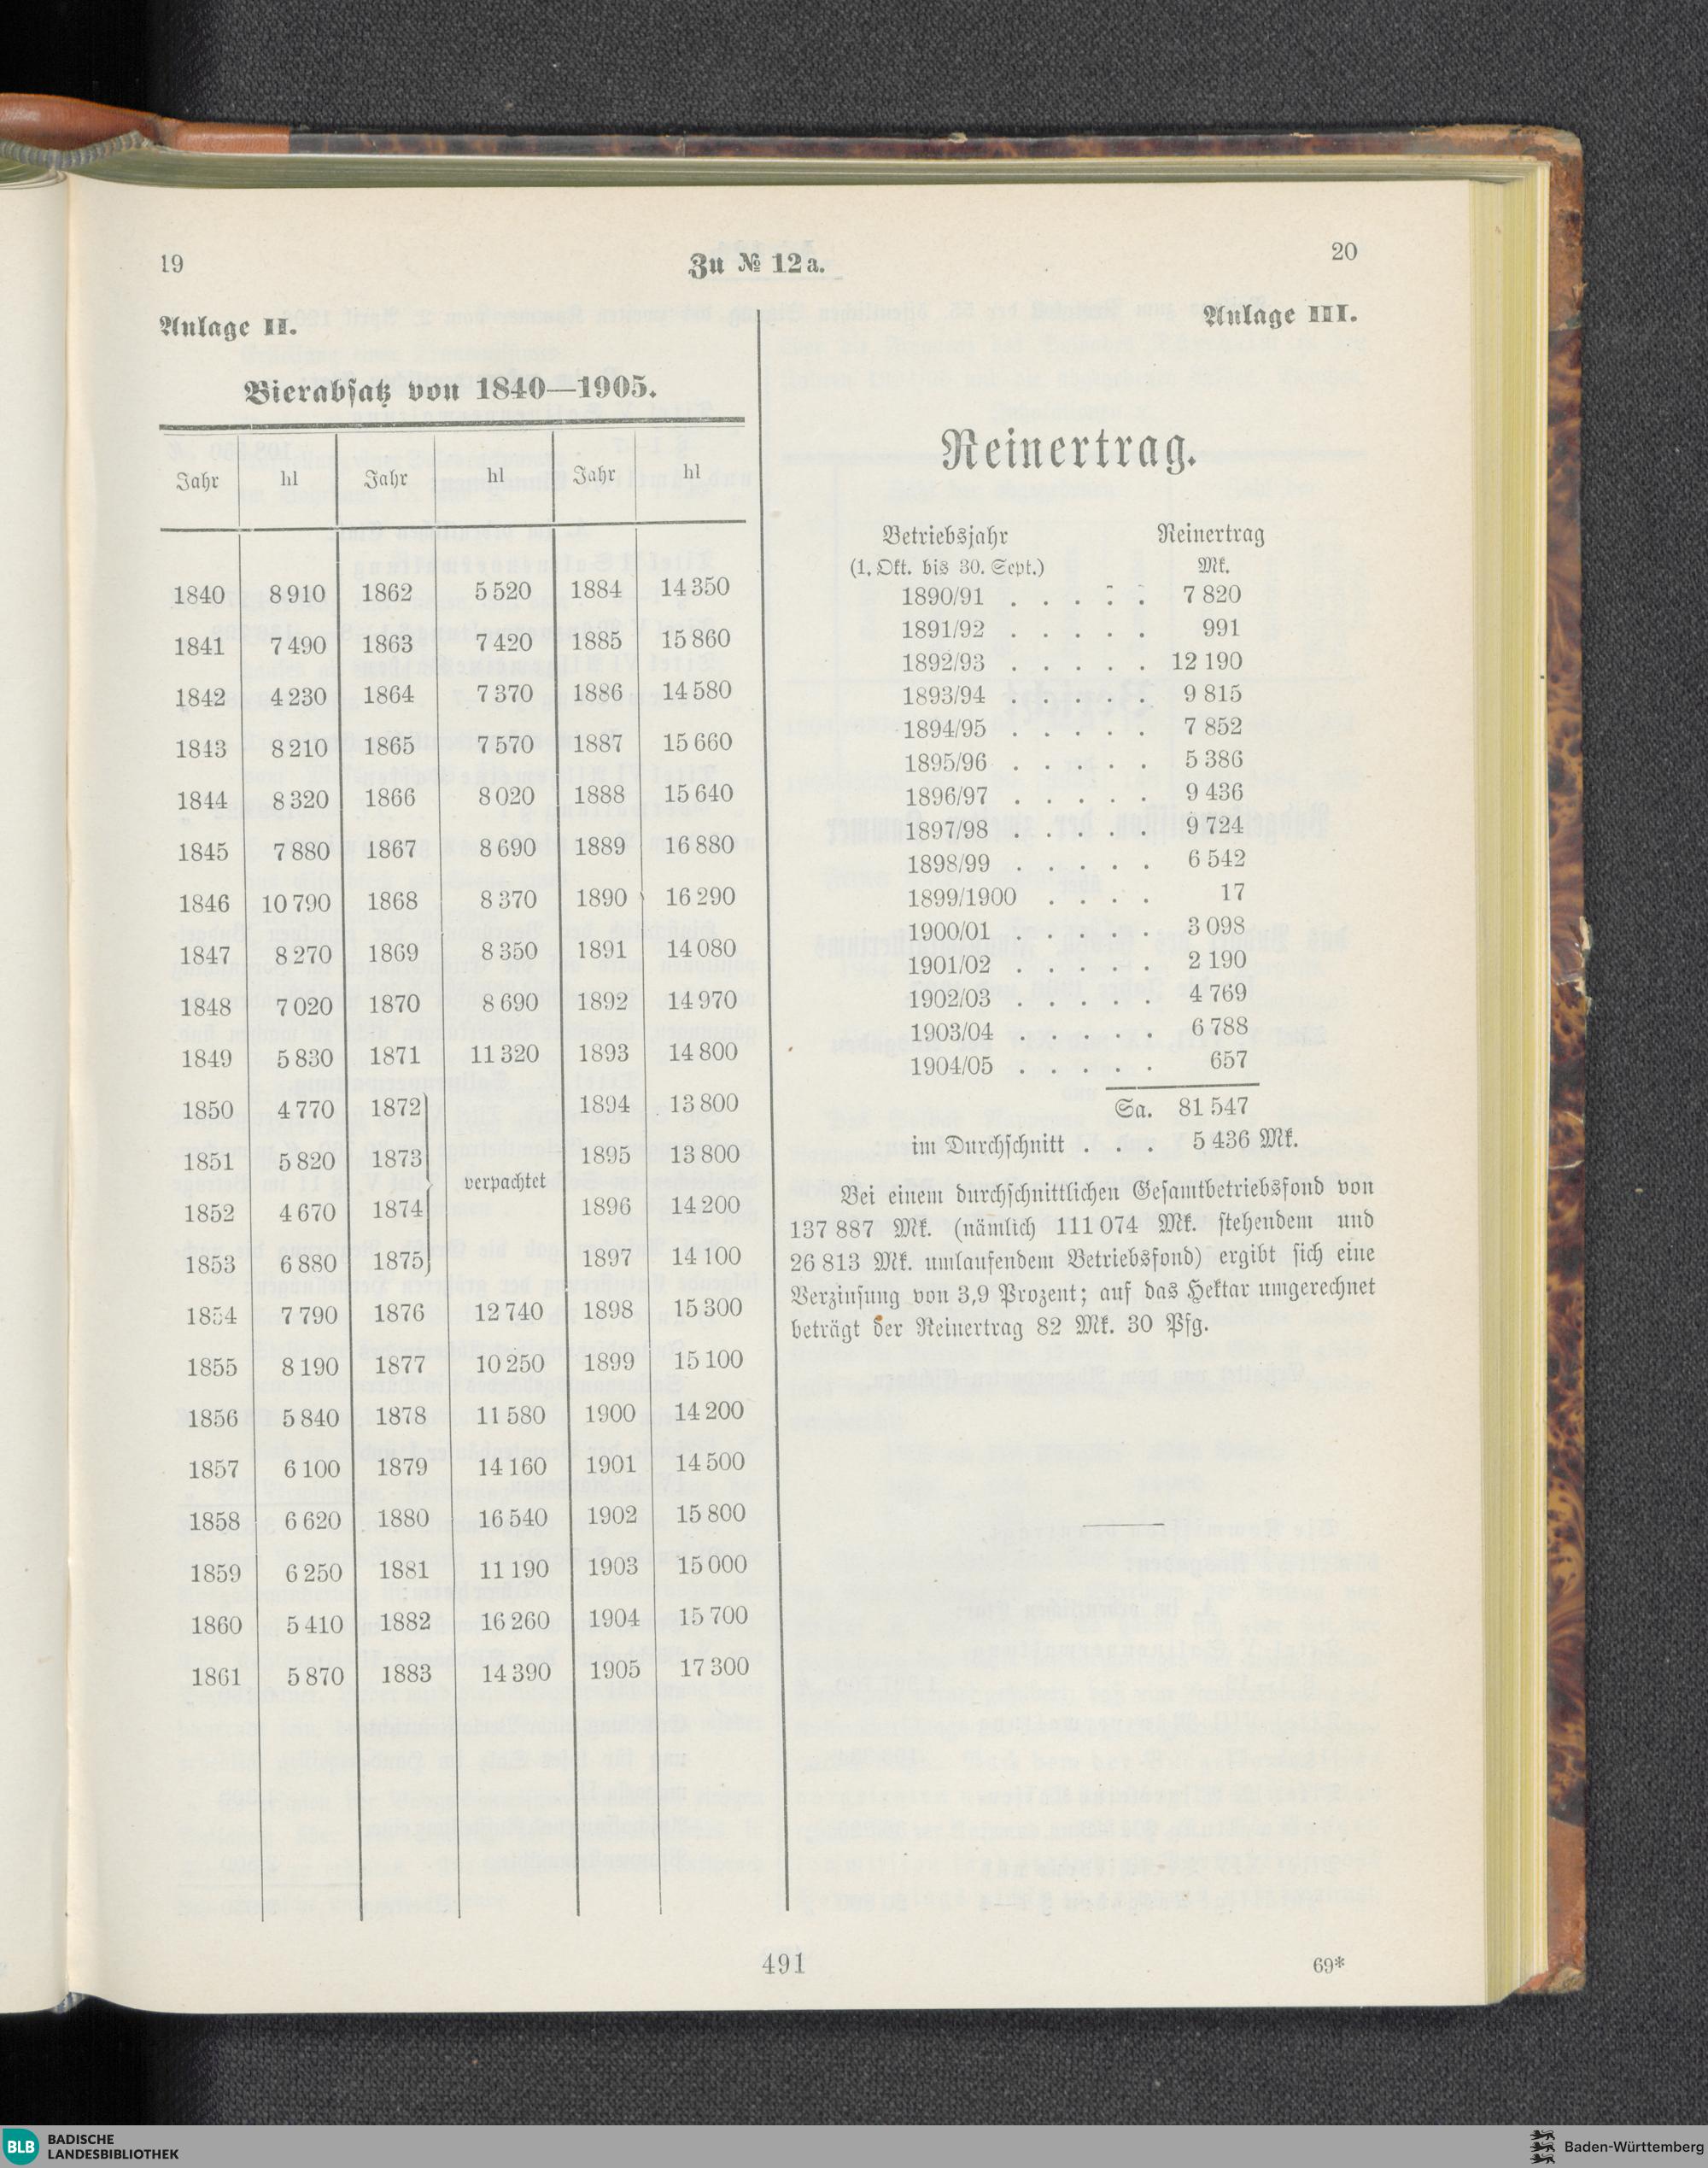 19
Zu № 12a.
20
Anlage II.
Bierabsatz von 1840—1905.
Jahr hl Jahr hl Jahr hl
1840 8 910 1862 5 520 1884 14 350
1841 7 490 1863 7 420 1885 15 860
1842 4 230 1864 7 370 1886 14 580
1843 8 210 1865 7 570 1887 15 660
1844 8 320 1866 8 020 1888 15 640
1845 7 880 1867 8 690 1889 16 880
1846 10 790 1868 8 370 1890 16 290
1847 8 270 1869 8 350 1891 14 080
1848 7 020 1870 8 690 1892 14 970
1849 5 830 1871 11 320 1893 14 800
1850 4 770 1872 1894 13 800
1851 5 820 1873 1895 13 800
verpachtet
1852 4 670 1874 1896 14 200
1853 6 880 1875 1897 14 100
1854 7 790 1876 12 740 1898 15 300
1855 8 190 1877 10 250 1899 15 100
1856 5 840 1878 11 580 1900 14 200
1857 6 100 1879 14 160 1901 14 500
1858 6 620 1880 16 540 1902 15 800
1859 6 250 1881 11 190 1903 15 000
1860 5 410 1882 16 260 1904 15 700
1861 5 870 1883 14 390 1905 17 300
Anlage III.
Reinertrag.
Betriebsjahr Reinertrag
(1. Okt. bis 30. Sept.) Mk.
1890/91 . . . . . 7 820
1891/92 . . . . . 991
1892/93 . . . . . 12 190
1893/94 . . . . . 9 815
1894/95 . . . . . 7 852
1895/96 . . . . . 5 386
1896/97 . . . . . 9 436
1897/98 . . . . . 9 724
1898/99 . . . . . 6 542
1899/1900 . . . . 17
1900/01 . . . . . 3 098
1901/02 . . . . . 2 190
1902/03 . . . . . 4 769
1903/04 . . . . . 6 788
1904/05 . . . . . 657
Sa. 81 547
im Durchschnitt . . . 5 436 Mk.
Bei einem durchschnittlichen Gesamtbetriebsfond von
137 887 Mk. (nämlich 111 074 Mk. stehendem und
26 813 Mk. umlaufendem Betriebsfond) ergibt sich eine
Verzinsung von 3,9 Prozent; auf das Hektar umgerechnet
beträgt der Reinertrag 82 Mk. 30 Pfg.
491
69*
BLB BADISCHE
LANDESBIBLIOTHEK
Baden-Württemberg